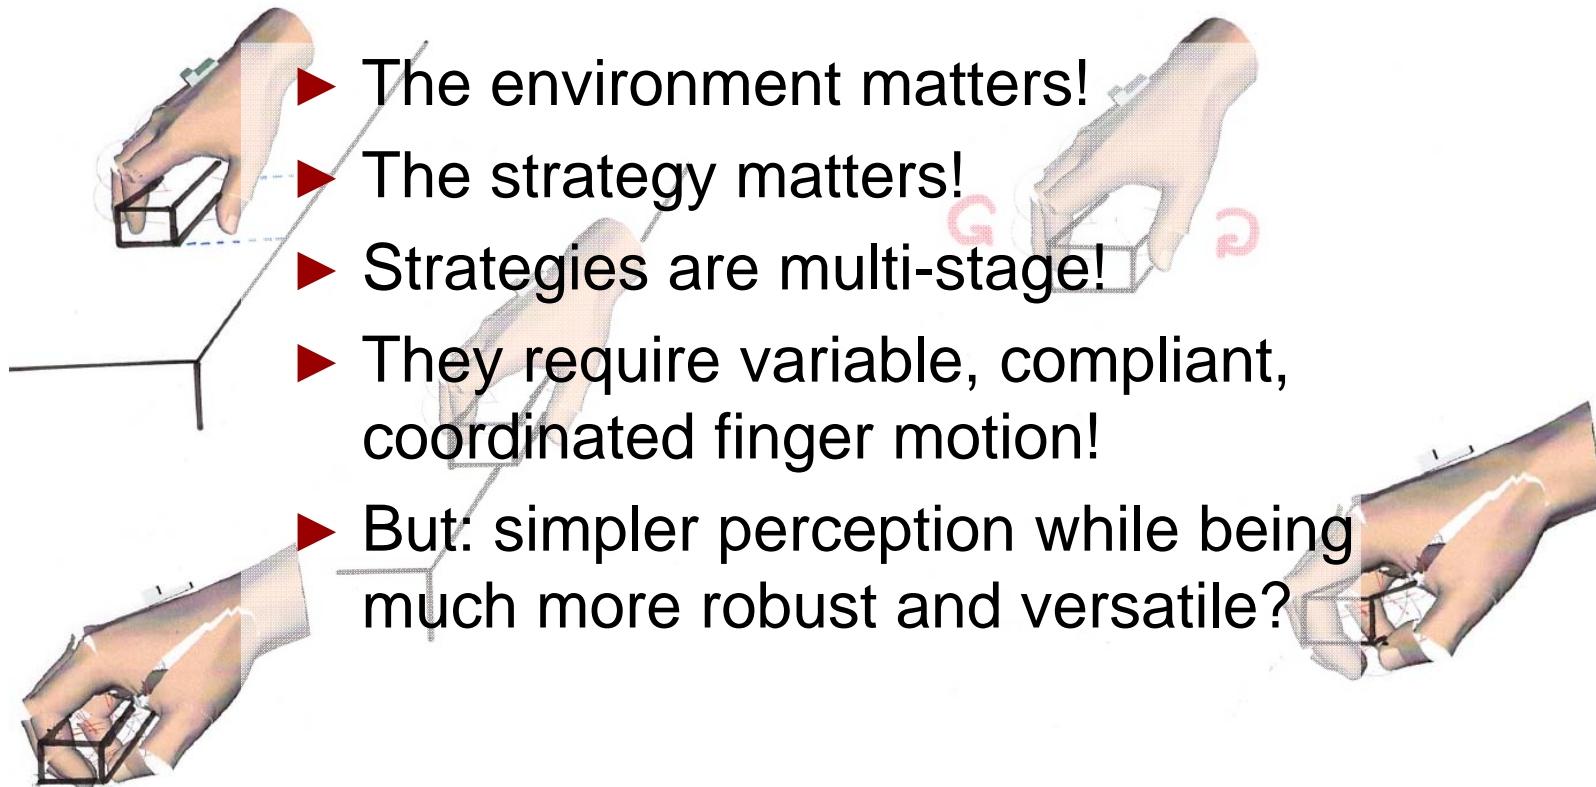 ► The environment matters!
► The strategy matters!
► Strategies are multi-stage!
► They require variable, compliant,
coordinated finger motion!
► But: simpler perception while being
much more robust and versatile?